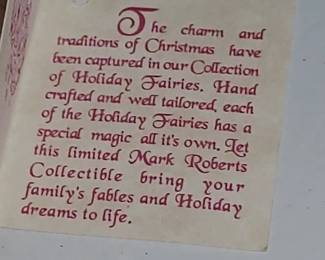 The charm and
traditions of Christmas have
been captured in our Collection
of Holiday Fairies. Hand
crafted and well tailored, each
of the Holiday Fairies has a
special magic all it's own. Let
this limited Mark Roberts
Collectible bring your
family's fables and Holiday
dreams to life.